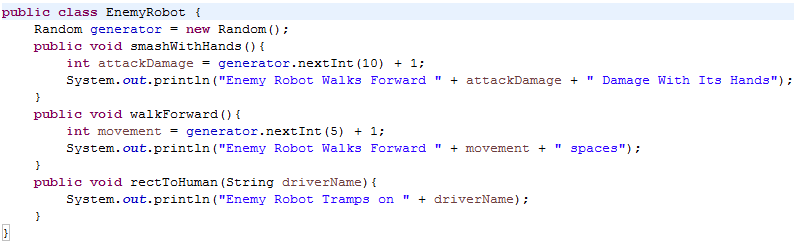 public class EnemyRobot {
    Random generator = new Random();
    public void smashWithHands(){
        int attackDamage = generator.nextInt(10) + 1;
        System.out.println("Enemy Robot Walks Forward " + attackDamage + " Damage With Its Hands");
    }
    public void walkForward(){
        int movement = generator.nextInt(5) + 1;
        System.out.println("Enemy Robot Walks Forward " + movement + " spaces");
    }
    public void rectToHuman(String driverName){
        System.out.println("Enemy Robot Tramps on " + driverName);
    }
}